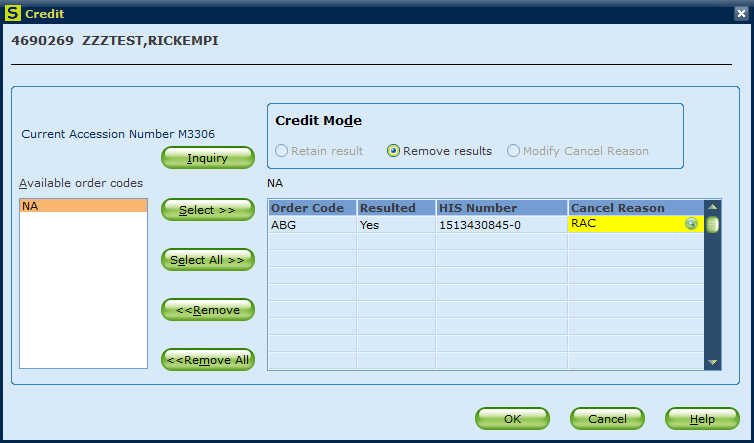 S Credit
4690269 ZZZTEST,RICKEMPI
Credit Mode
Current Accession Number M3306
Inquiry
Retain result Remove results Modify Cancel Reason
Available order codes
NA
NA
Select >>
Select All >>
<<Remove
<<Remove All
Order Code Resulted HIS Number Cancel Reason
ABG Yes 1513430845-0 RAC
OK Cancel Help